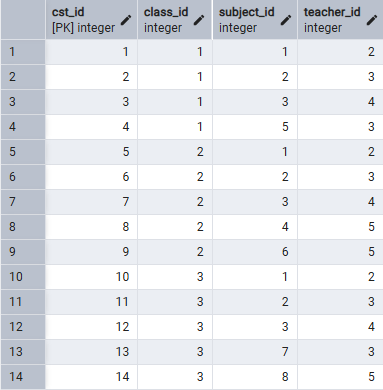 cst_id class_id subject_id teacher_id
[PK] integer integer integer integer
1 1 1 1 2
2 2 1 2 3
3 3 1 3 4
4 4 1 5 3
5 5 2 1 2
6 6 2 2 3
7 7 2 3 4
8 8 2 4 5
9 9 2 6 5
10 10 3 1 2
11 11 3 2 3
12 12 3 3 4
13 13 3 7 3
14 14 3 8 5